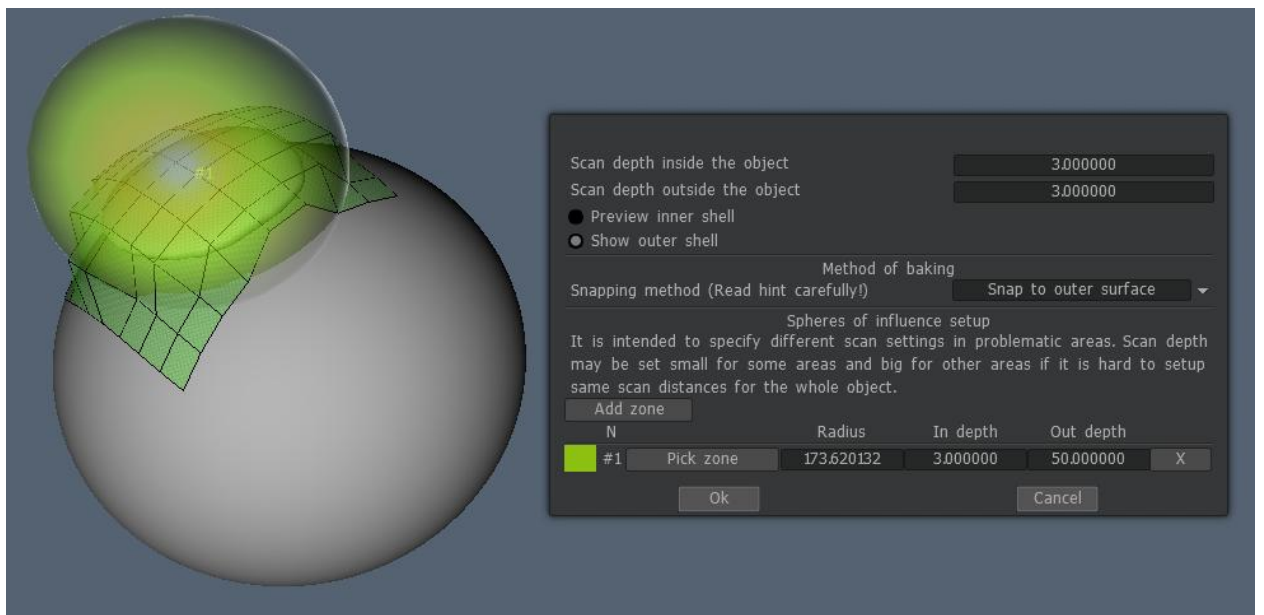 #1
Scan depth inside the object 3.000000
Scan depth outside the object 3.000000
Preview inner shell
Show outer shell
Method of baking
Snapping method (Read hint carefully!) Snap to outer surface
Spheres of influence setup
It is intended to specify different scan settings in problematic areas. Scan depth
may be set small for some areas and big for other areas if it is hard to setup
same scan distances for the whole object.
Add zone
N Radius In depth Out depth
#1 Pick zone 173.620132 3.000000 50.000000 X
Ok Cancel